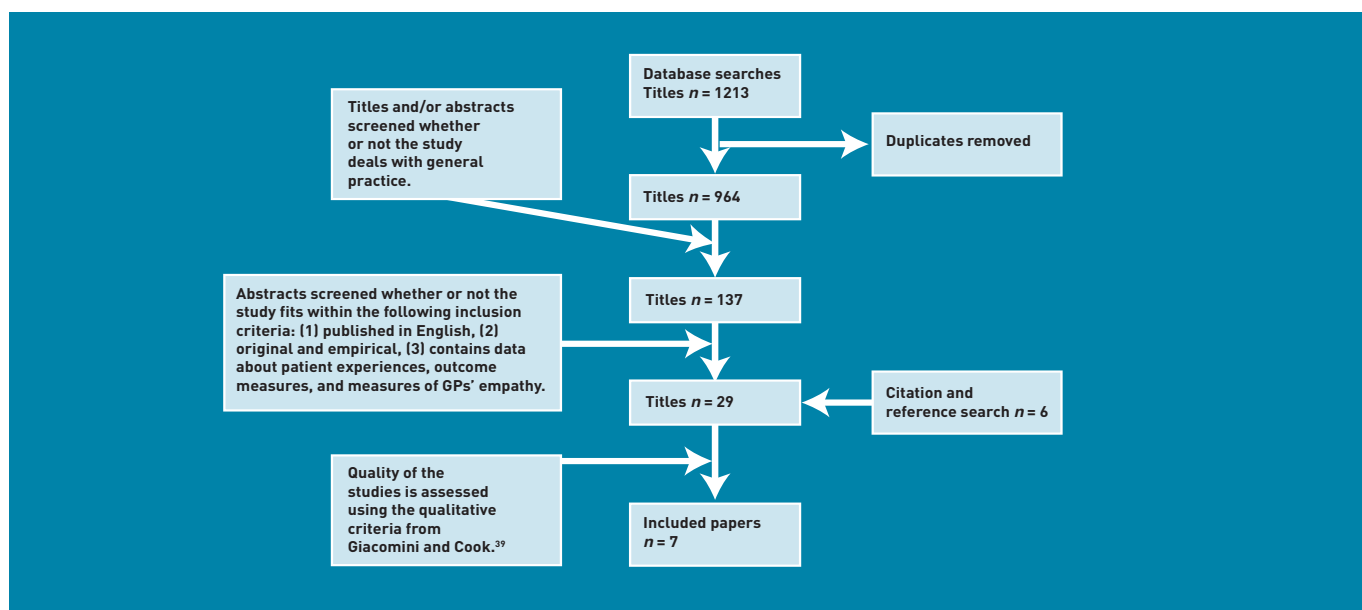 Database searches
Titles n = 1213
Titles and/or abstracts
screened whether
or not the study
deals with general
practice.
Duplicates removed
Titles n = 964
Titles n = 137
Abstracts screened whether or not the
study fits within the following inclusion
criteria: (1) published in English, (2)
original and empirical, (3) contains data
about patient experiences, outcome
measures, and measures of GPs’ empathy.
Titles n = 29
Citation and
reference search n = 6
Quality of the
studies is assessed
using the qualitative
criteria from
Giacomini and Cook.³⁹
Included papers
n = 7